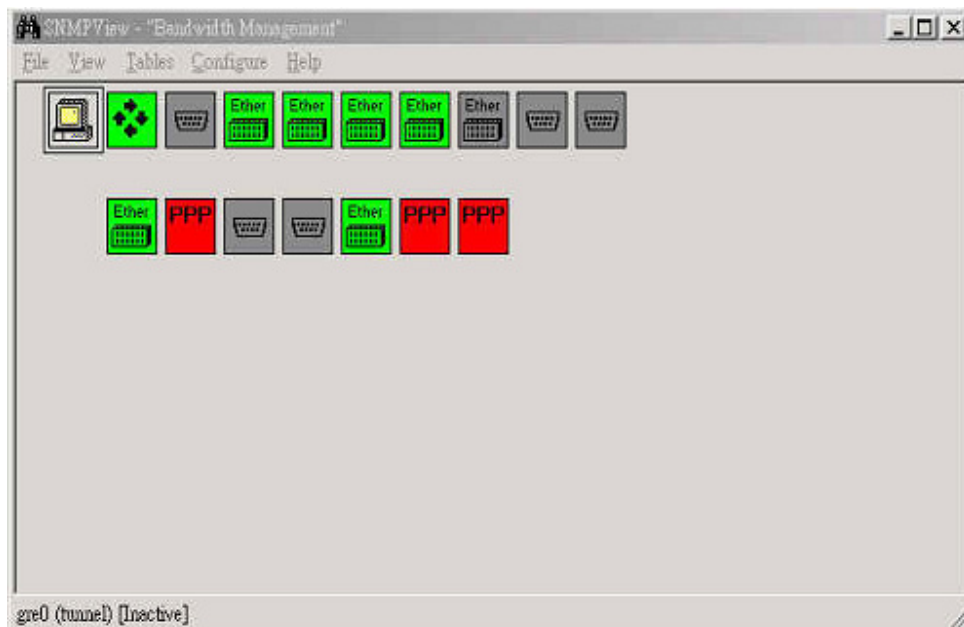 SNMPView - "Bandwidth Management"
File View Tables Configure Help
Ether Ether Ether Ether Ether
Ether PPP Ether PPP PPP
gre0 (tunnel) [Inactive]